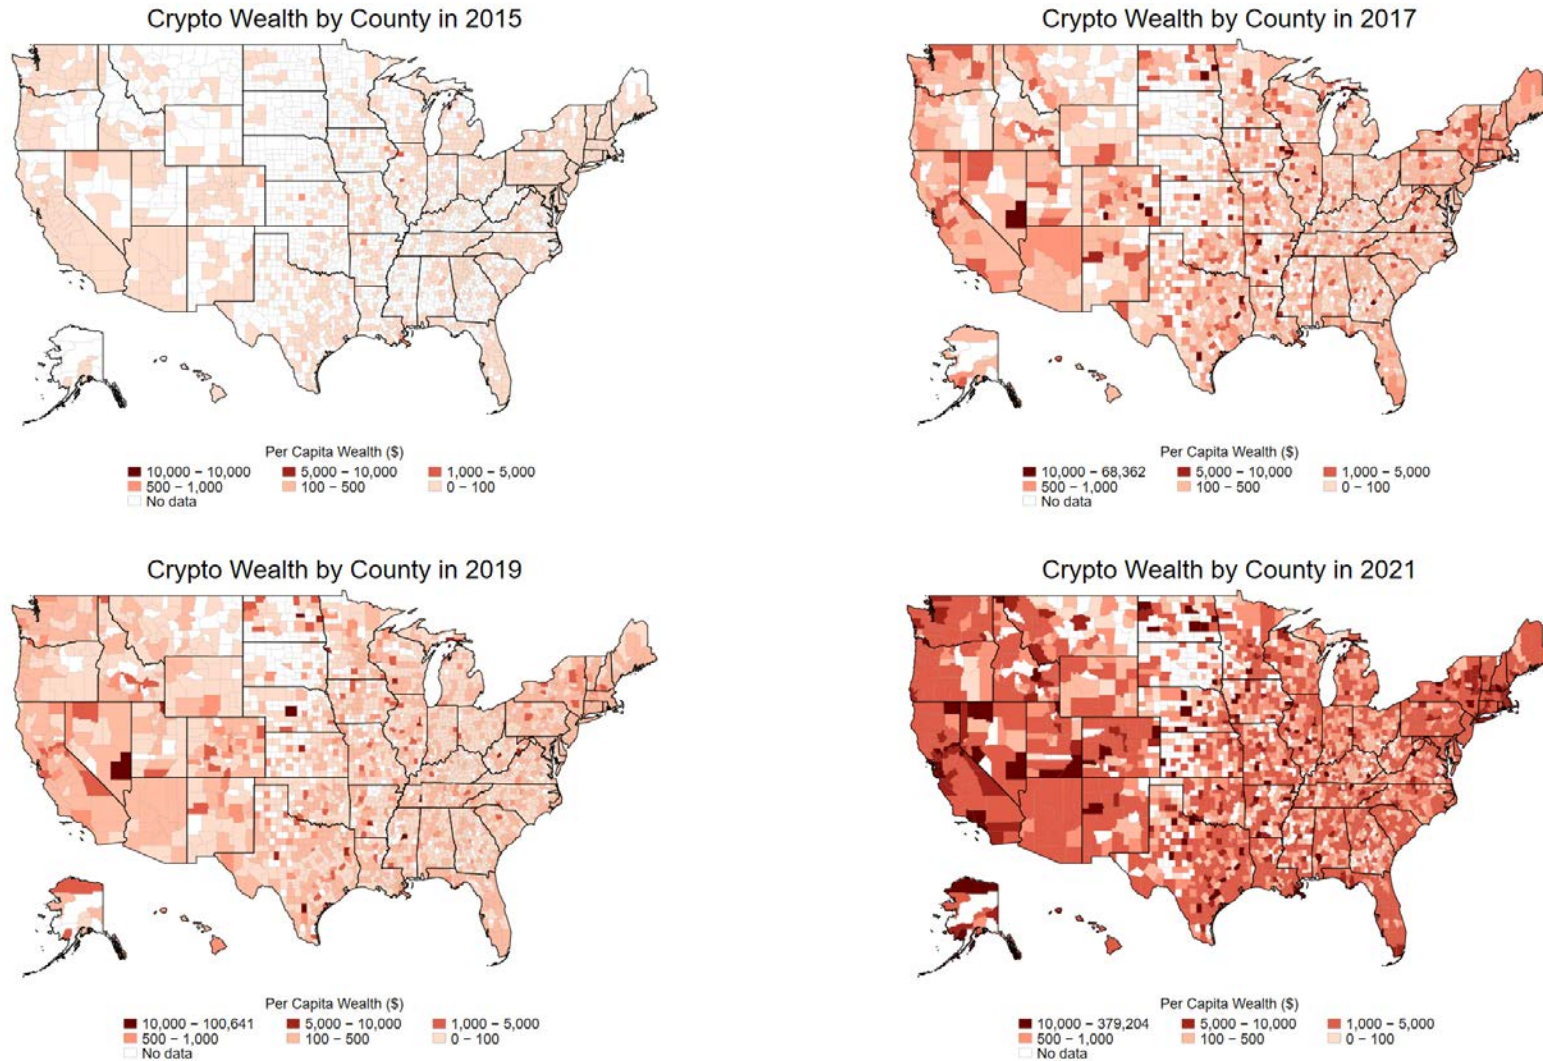 Crypto Wealth by County in 2015
Per Capita Wealth ($)
10,000 – 10,000 5,000 – 10,000 1,000 – 5,000
500 – 1,000 100 – 500 0 – 100
No data
Crypto Wealth by County in 2017
Per Capita Wealth ($)
10,000 – 68,362 5,000 – 10,000 1,000 – 5,000
500 – 1,000 100 – 500 0 – 100
No data
Crypto Wealth by County in 2019
Per Capita Wealth ($)
10,000 – 100,641 5,000 – 10,000 1,000 – 5,000
500 – 1,000 100 – 500 0 – 100
No data
Crypto Wealth by County in 2021
Per Capita Wealth ($)
10,000 – 379,204 5,000 – 10,000 1,000 – 5,000
500 – 1,000 100 – 500 0 – 100
No data